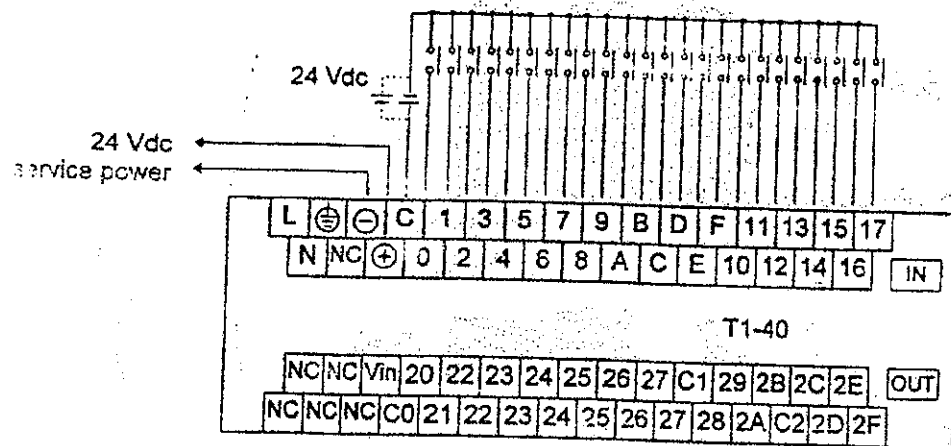 24 Vdc
24 Vdc
service power
L ⏚ ⊖ C 1 3 5 7 9 B D F 11 13 15 17
N NC ⊕ 0 2 4 6 8 A C E 10 12 14 16 IN
T1-40
NC NC Vin 20 22 23 24 25 26 27 C1 29 2B 2C 2E OUT
NC NC NC C0 21 22 23 24 25 26 27 28 2A C2 2D 2F